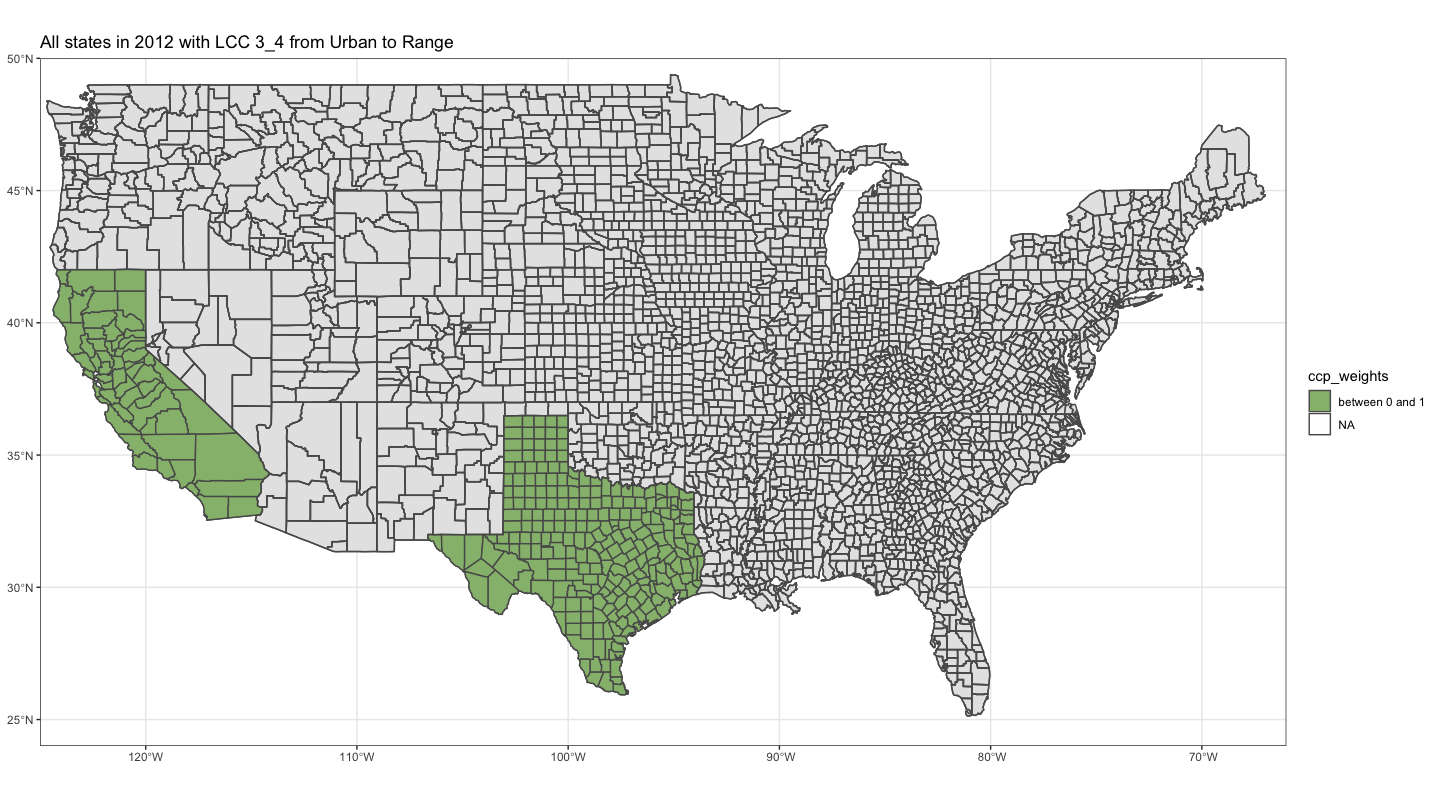 All states in 2012 with LCC 3_4 from Urban to Range
50°N
45°N
40°N
35°N
30°N
25°N
120°W
110°W
100°W
90°W
80°W
70°W
ccp_weights
between 0 and 1
NA